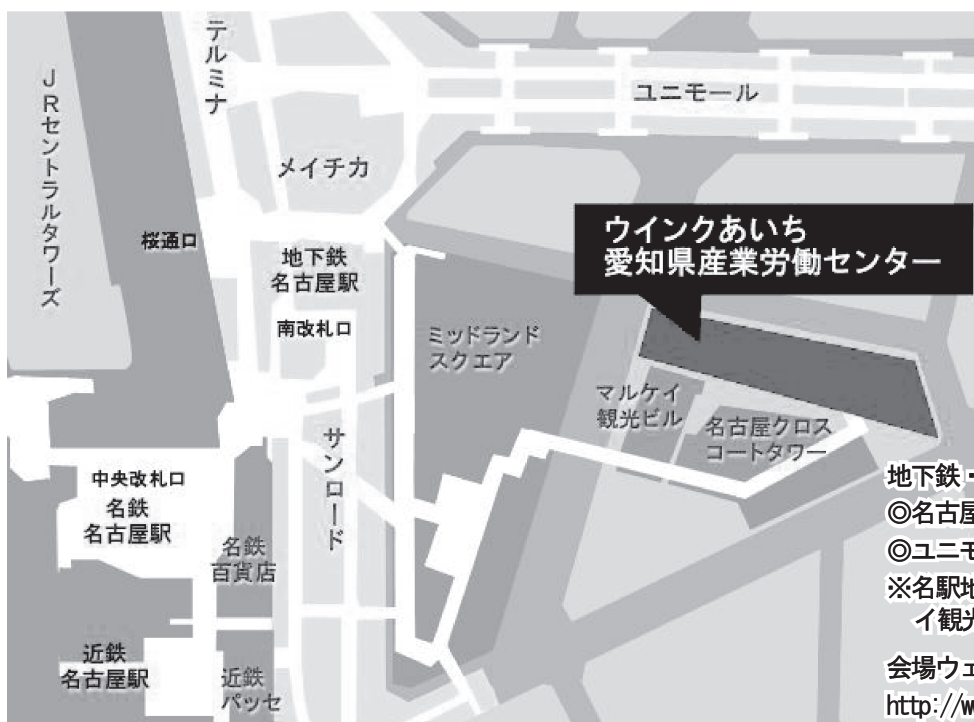 テルミナ
JRセントラルタワーズ
ユニモール
メイチカ
桜通口
地下鉄
名古屋駅
南改札口
ウインクあいち
愛知県産業労働センター
ミッドランド
スクエア
マルケイ
観光ビル
名古屋クロス
コートタワー
サンロード
中央改札口
名鉄
名古屋駅
名鉄
百貨店
近鉄
名古屋駅
近鉄
パッセ
地下鉄・
◎名古屋
◎ユニモ
※名駅地
イ観光
会場ウェ
http://w